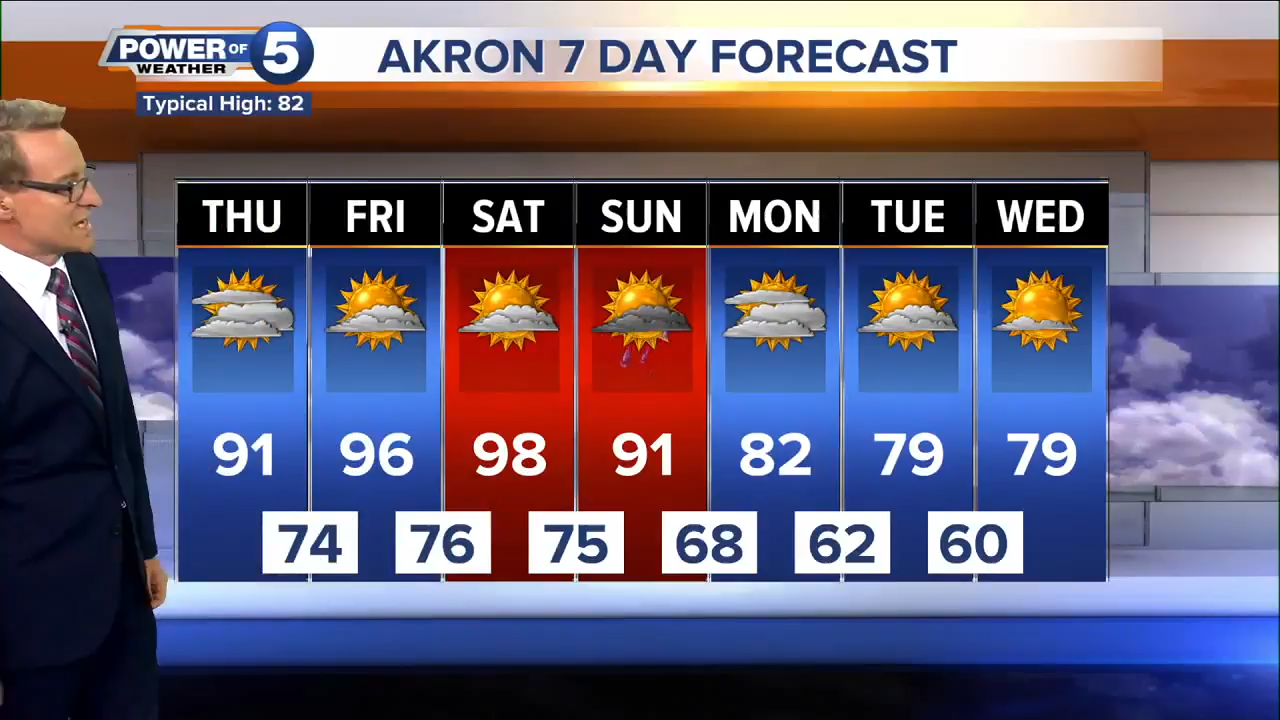 POWER OF 5
WEATHER
AKRON 7 DAY FORECAST
Typical High: 82
THU FRI SAT SUN MON TUE WED
91 96 98 91 82 79 79
74 76 75 68 62 60